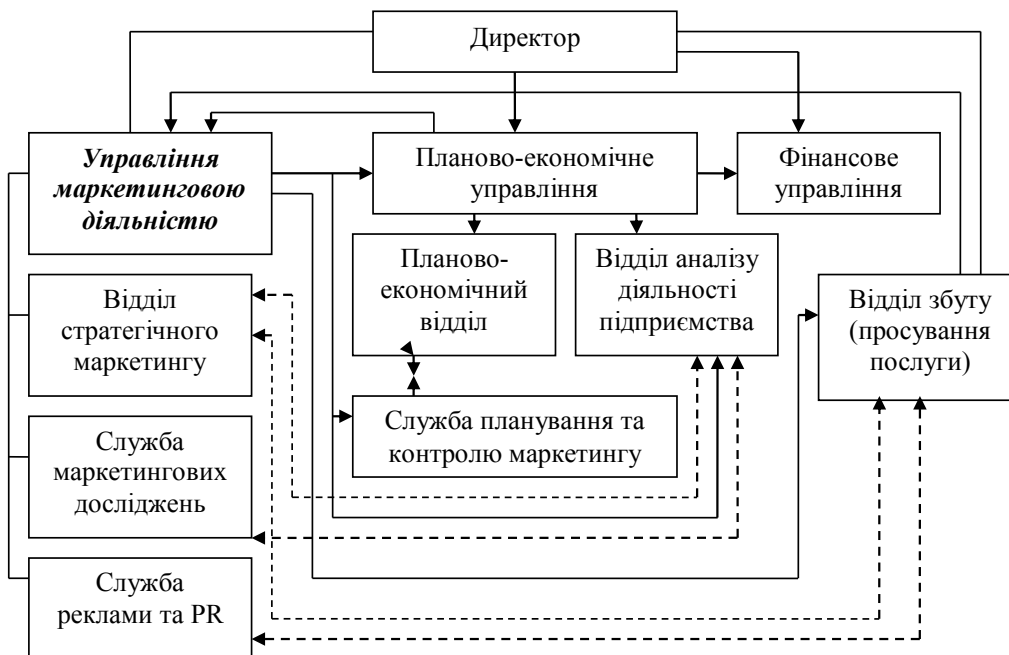 Директор
Управління
маркетинговою
діяльністю
Планово-економічне
управління
Фінансове
управління
Відділ
стратегічного
маркетингу
Планово-
економічний
відділ
Відділ аналізу
діяльності
підприємства
Відділ збуту
(просування
послуги)
Служба планування та
контролю маркетингу
Служба
маркетингових
досліджень
Служба
реклами та PR